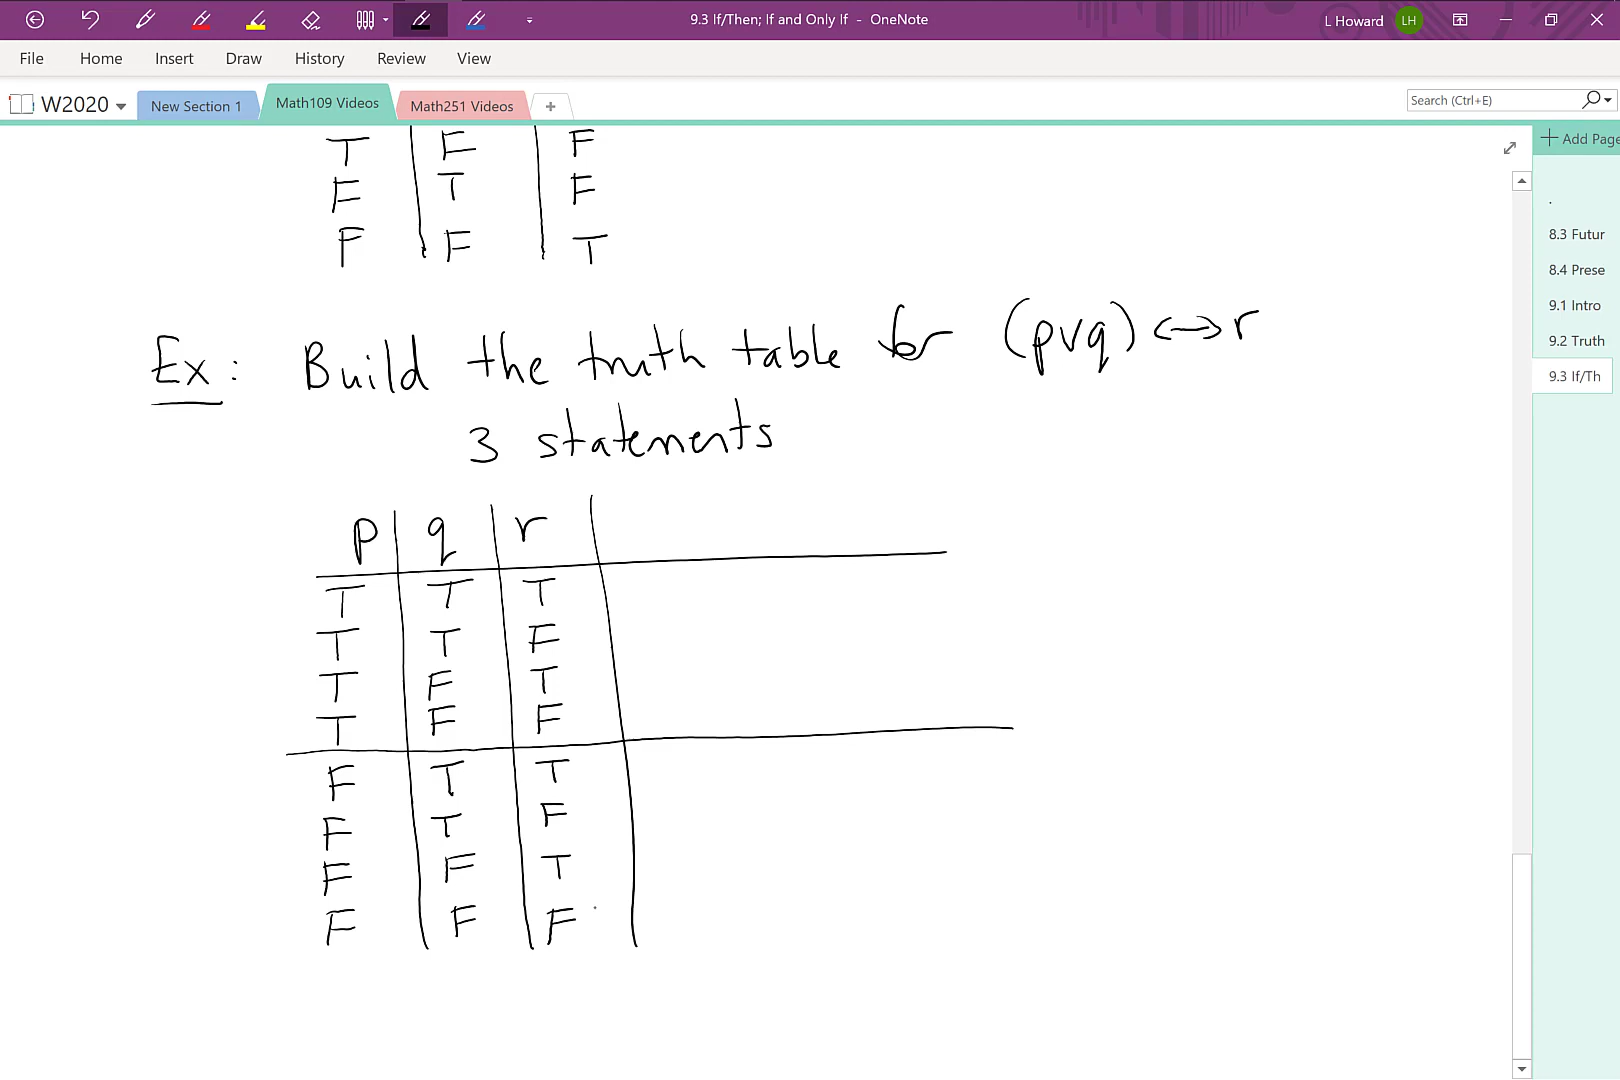 9.3 If/Then; If and Only If - OneNote
L Howard LH
File Home Insert Draw History Review View
W2020 New Section 1 Math109 Videos Math251 Videos + Search (Ctrl+E)
+ Add Page
.
8.3 Futur
8.4 Prese
9.1 Intro
9.2 Truth
9.3 If/Th
T F F
F T F
F F T
Ex: Build the truth table for (p∨q) ↔ r
3 statements
p q r
T T T
T T F
T F T
T F F
F T T
F T F
F F T
F F F